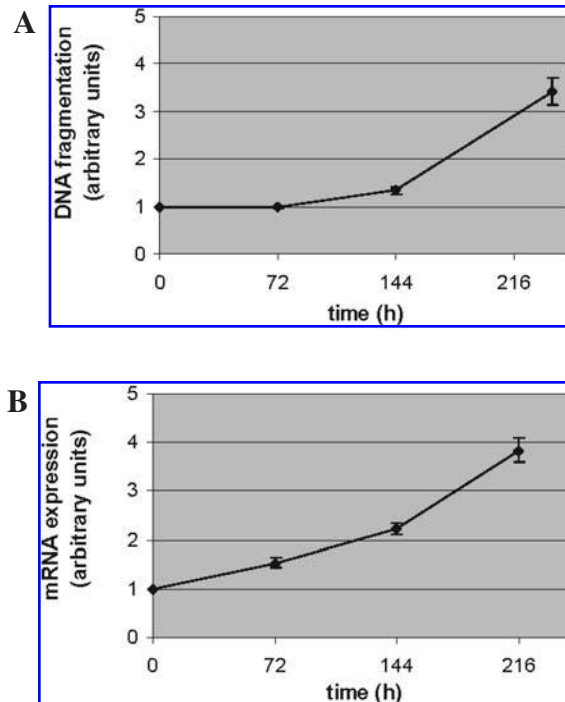 A
DNA fragmentation
(arbitrary units)
5
4
3
2
1
0
0 72 144 216
time (h)
B
mRNA expression
(arbitrary units)
5
4
3
2
1
0
0 72 144 216
time (h)